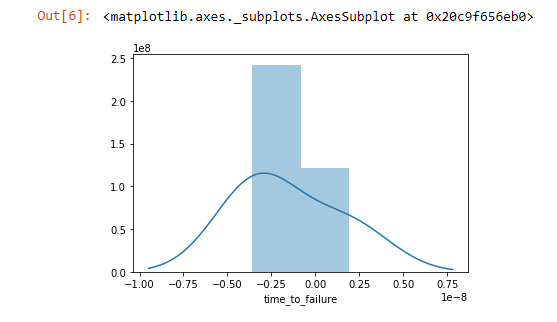 Out[6]: <matplotlib.axes._subplots.AxesSubplot at 0x20c9f656eb0>
1e8
2.5
2.0
1.5
1.0
0.5
0.0
−1.00 −0.75 −0.50 −0.25 0.00 0.25 0.50 0.75
time_to_failure
1e−8